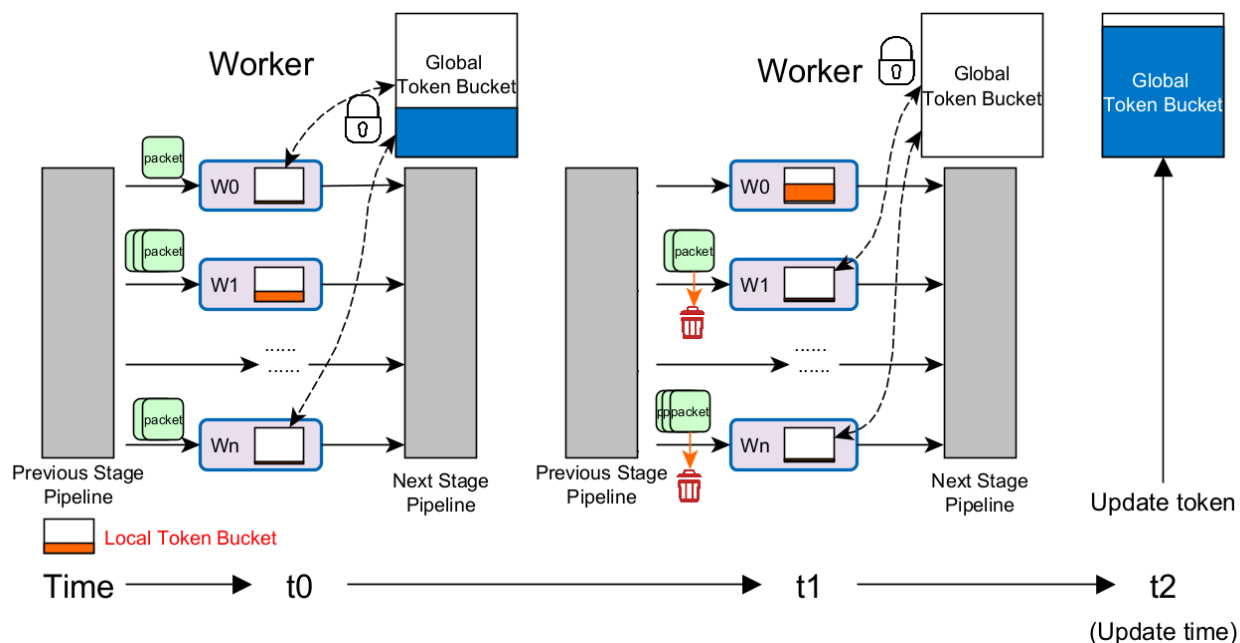 Worker
Global
Token Bucket
packet
W0
packet
W1
......
......
packet
Wn
Previous Stage
Pipeline
Next Stage
Pipeline
Local Token Bucket
Worker
Global
Token Bucket
W0
packet
W1
......
......
pppacket
Wn
Previous Stage
Pipeline
Next Stage
Pipeline
Global
Token Bucket
Update token
Time
t0
t1
t2
(Update time)